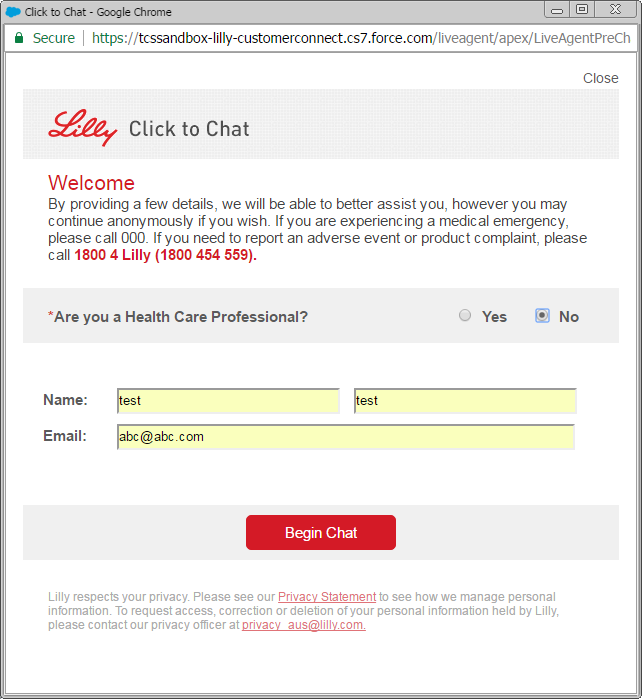 Click to Chat - Google Chrome
Secure | https://tcssandbox-lilly-customerconnect.cs7.force.com/liveagent/apex/LiveAgentPreCh
Close
Lilly Click to Chat
Welcome
By providing a few details, we will be able to better assist you, however you may
continue anonymously if you wish. If you are experiencing a medical emergency,
please call 000. If you need to report an adverse event or product complaint, please
call 1800 4 Lilly (1800 454 559).
*Are you a Health Care Professional? Yes No
Name: test test
Email: abc@abc.com
Begin Chat
Lilly respects your privacy. Please see our Privacy Statement to see how we manage personal
information. To request access, correction or deletion of your personal information held by Lilly,
please contact our privacy officer at privacy_aus@lilly.com.